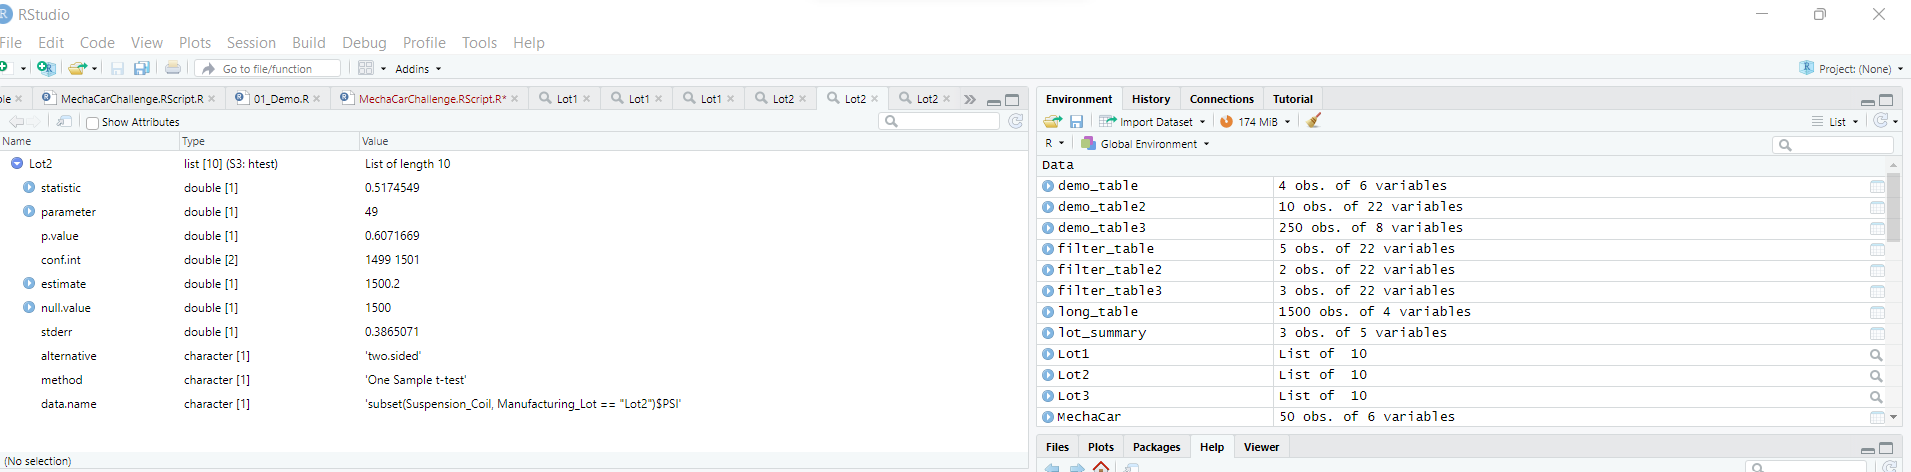 RStudio
File Edit Code View Plots Session Build Debug Profile Tools Help
Go to file/function Addins Project: (None)
ole MechaCarChallenge.RScript.R 01_Demo.R MechaCarChallenge.RScript.R* Lot1 Lot1 Lot1 Lot2 Lot2 Lot2
Show Attributes
Name Type Value
Lot2 list [10] (S3: htest) List of length 10
statistic double [1] 0.5174549
parameter double [1] 49
p.value double [1] 0.6071669
conf.int double [2] 1499 1501
estimate double [1] 1500.2
null.value double [1] 1500
stderr double [1] 0.3865071
alternative character [1] 'two.sided'
method character [1] 'One Sample t-test'
data.name character [1] 'subset(Suspension_Coil, Manufacturing_Lot == "Lot2")$PSI'
(No selection)
Environment History Connections Tutorial
Import Dataset 174 MiB List
R Global Environment
Data
demo_table 4 obs. of 6 variables
demo_table2 10 obs. of 22 variables
demo_table3 250 obs. of 8 variables
filter_table 5 obs. of 22 variables
filter_table2 2 obs. of 22 variables
filter_table3 3 obs. of 22 variables
long_table 1500 obs. of 4 variables
lot_summary 3 obs. of 5 variables
Lot1 List of 10
Lot2 List of 10
Lot3 List of 10
MechaCar 50 obs. of 6 variables
Files Plots Packages Help Viewer